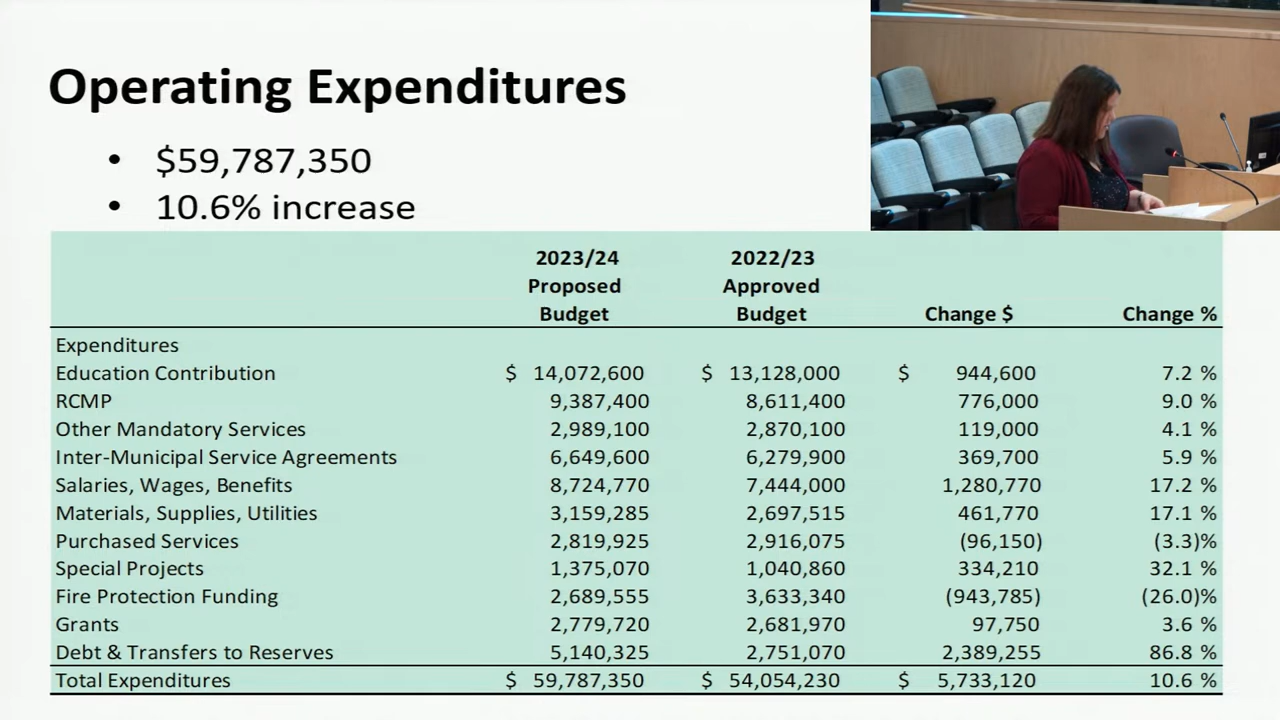 Operating Expenditures
• $59,787,350
• 10.6% increase
2023/24 2022/23
Proposed Approved
Budget Budget Change $ Change %
Expenditures
Education Contribution $ 14,072,600 $ 13,128,000 $ 944,600 7.2 %
RCMP 9,387,400 8,611,400 776,000 9.0 %
Other Mandatory Services 2,989,100 2,870,100 119,000 4.1 %
Inter-Municipal Service Agreements 6,649,600 6,279,900 369,700 5.9 %
Salaries, Wages, Benefits 8,724,770 7,444,000 1,280,770 17.2 %
Materials, Supplies, Utilities 3,159,285 2,697,515 461,770 17.1 %
Purchased Services 2,819,925 2,916,075 (96,150) (3.3)%
Special Projects 1,375,070 1,040,860 334,210 32.1 %
Fire Protection Funding 2,689,555 3,633,340 (943,785) (26.0)%
Grants 2,779,720 2,681,970 97,750 3.6 %
Debt & Transfers to Reserves 5,140,325 2,751,070 2,389,255 86.8 %
Total Expenditures $ 59,787,350 $ 54,054,230 $ 5,733,120 10.6 %